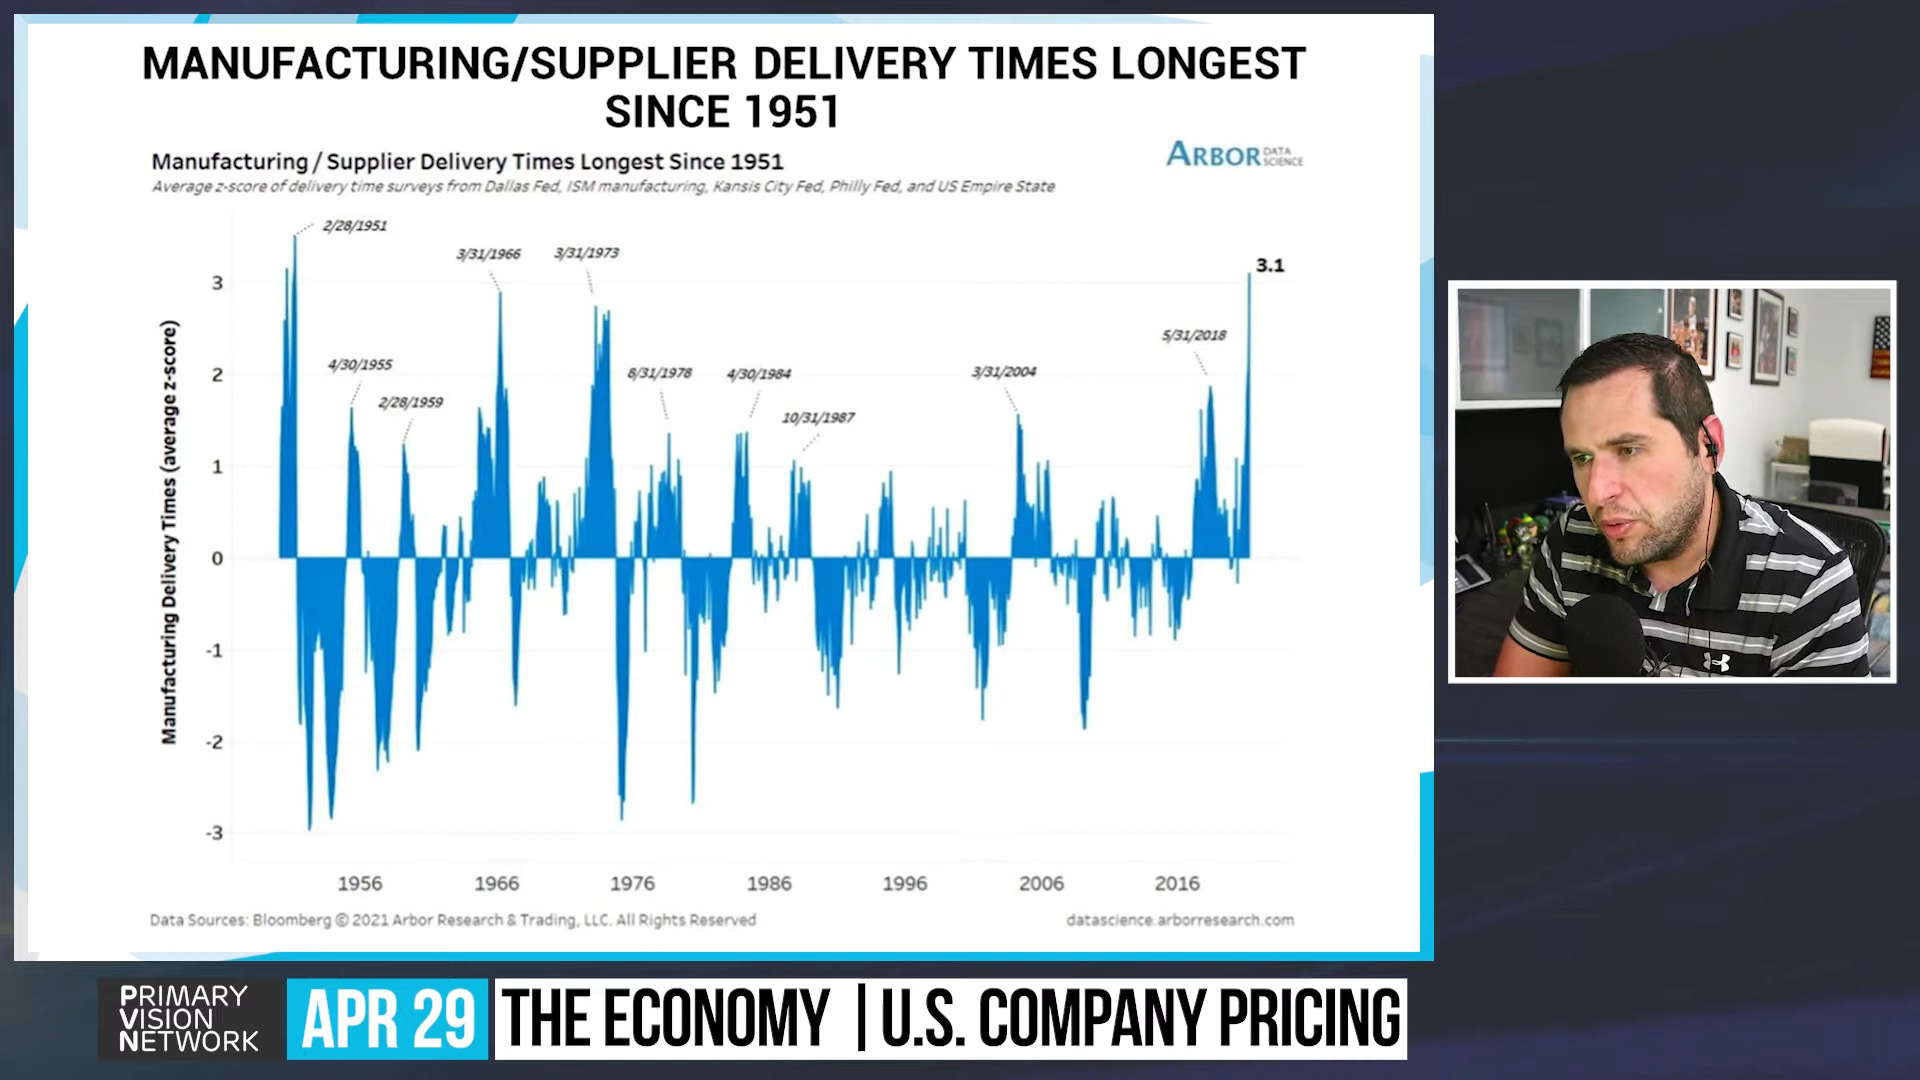 MANUFACTURING/SUPPLIER DELIVERY TIMES LONGEST
SINCE 1951
Manufacturing / Supplier Delivery Times Longest Since 1951
ARBOR DATA SCIENCE
Average z-score of delivery time surveys from Dallas Fed, ISM manufacturing, Kansis City Fed, Philly Fed, and US Empire State
2/28/1951
3/31/1966
3/31/1973
3.1
3
5/31/2018
4/30/1955
8/31/1978
4/30/1984
3/31/2004
2
2/28/1959
10/31/1987
1
0
-1
-2
-3
Manufacturing Delivery Times (average z-score)
1956
1966
1976
1986
1996
2006
2016
Data Sources: Bloomberg © 2021 Arbor Research & Trading, LLC. All Rights Reserved
datascience.arborresearch.com
PRIMARY
VISION
NETWORK
APR 29
THE ECONOMY | U.S. COMPANY PRICING